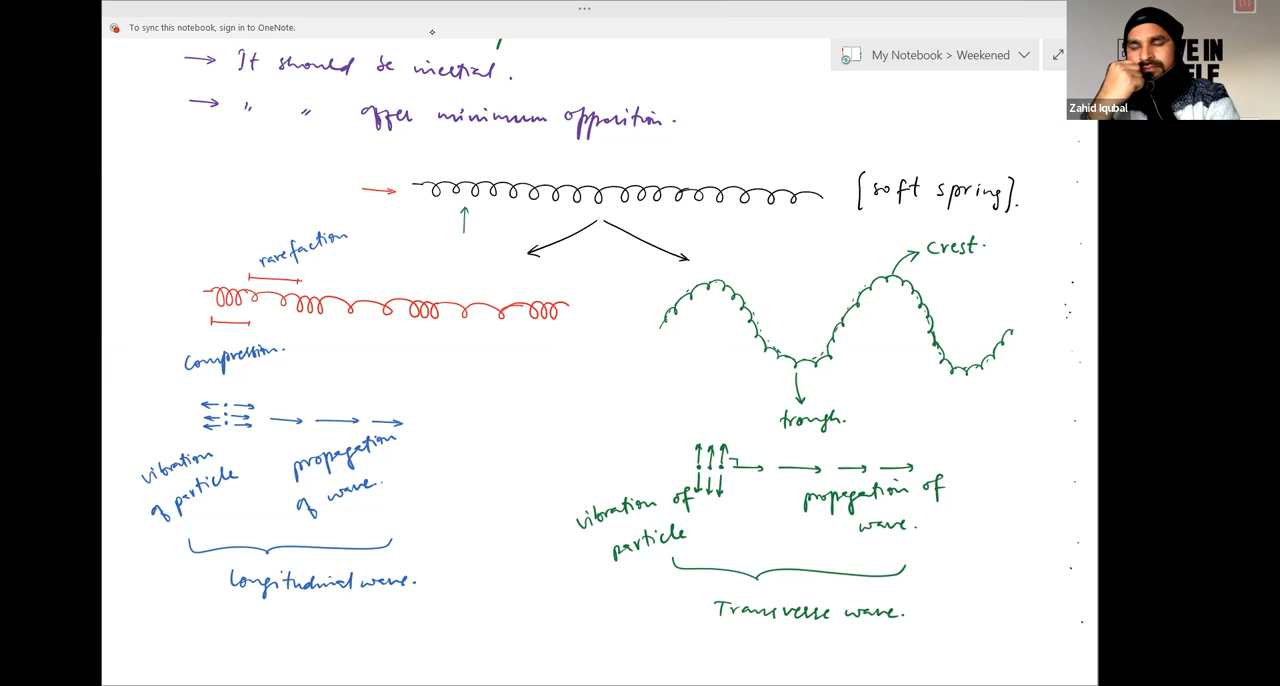 To sync this notebook, sign in to OneNote.
My Notebook > Weekened
Zahid Iqubal
→ It should be inertial.
→ " " offer minimum opposition.
[soft spring].
rarefaction
Compression.
Crest.
trough.
vibration
of particle
propagation
of wave.
Longitudinal wave.
vibration of
particle
propagation of
wave.
Transverse wave.